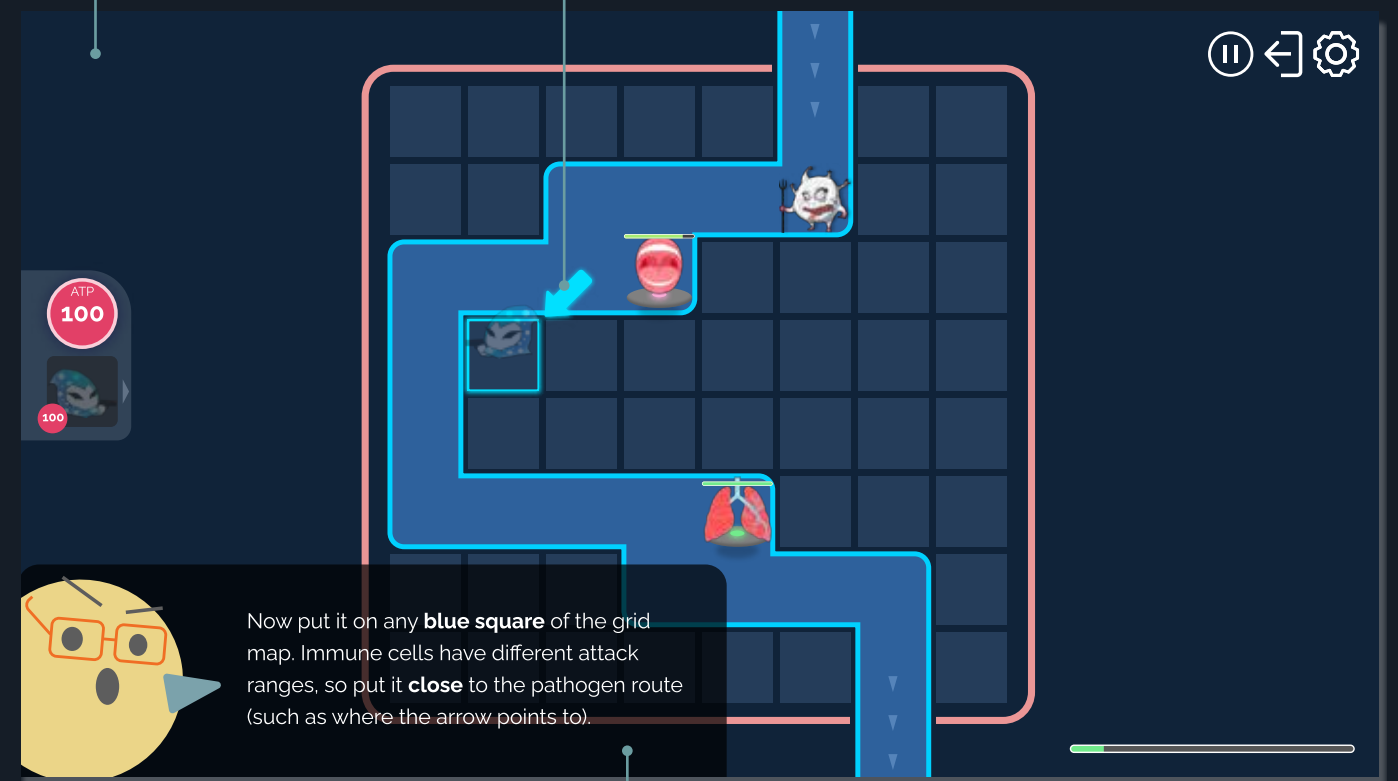 ATP
100
100
Now put it on any blue square of the grid
map. Immune cells have different attack
ranges, so put it close to the pathogen route
(such as where the arrow points to).